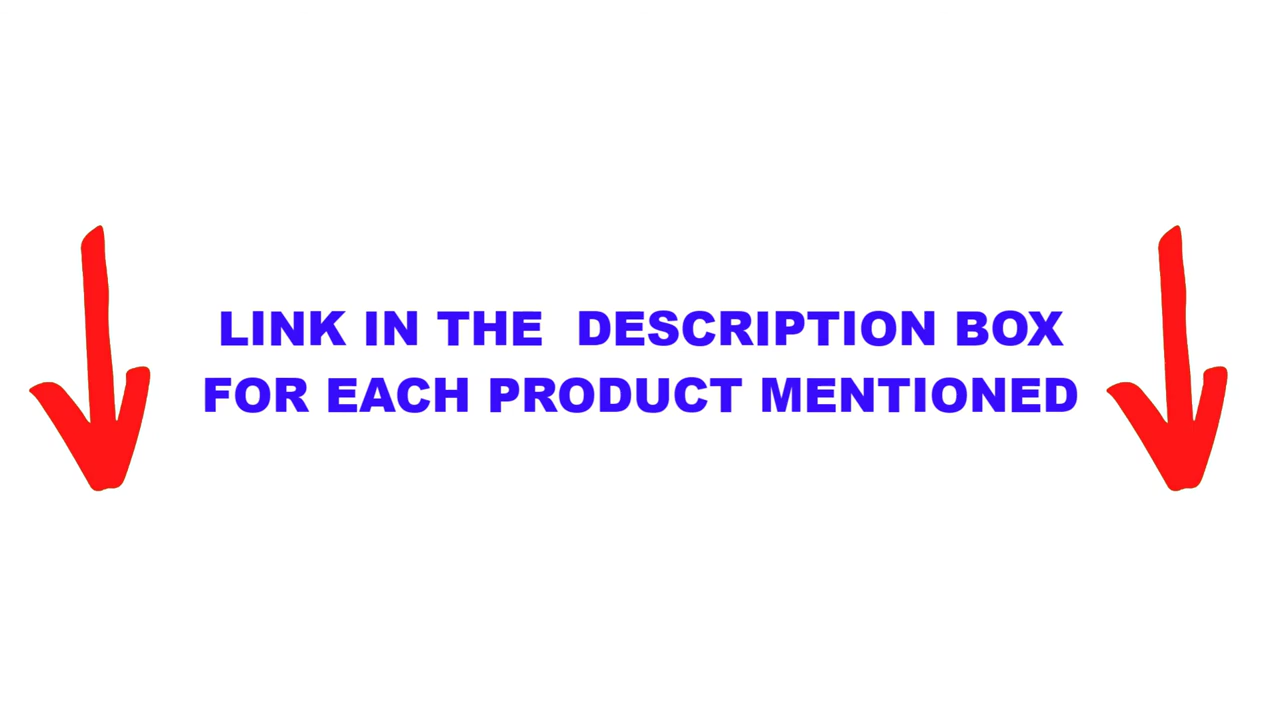 LINK IN THE  DESCRIPTION BOX
FOR EACH PRODUCT MENTIONED